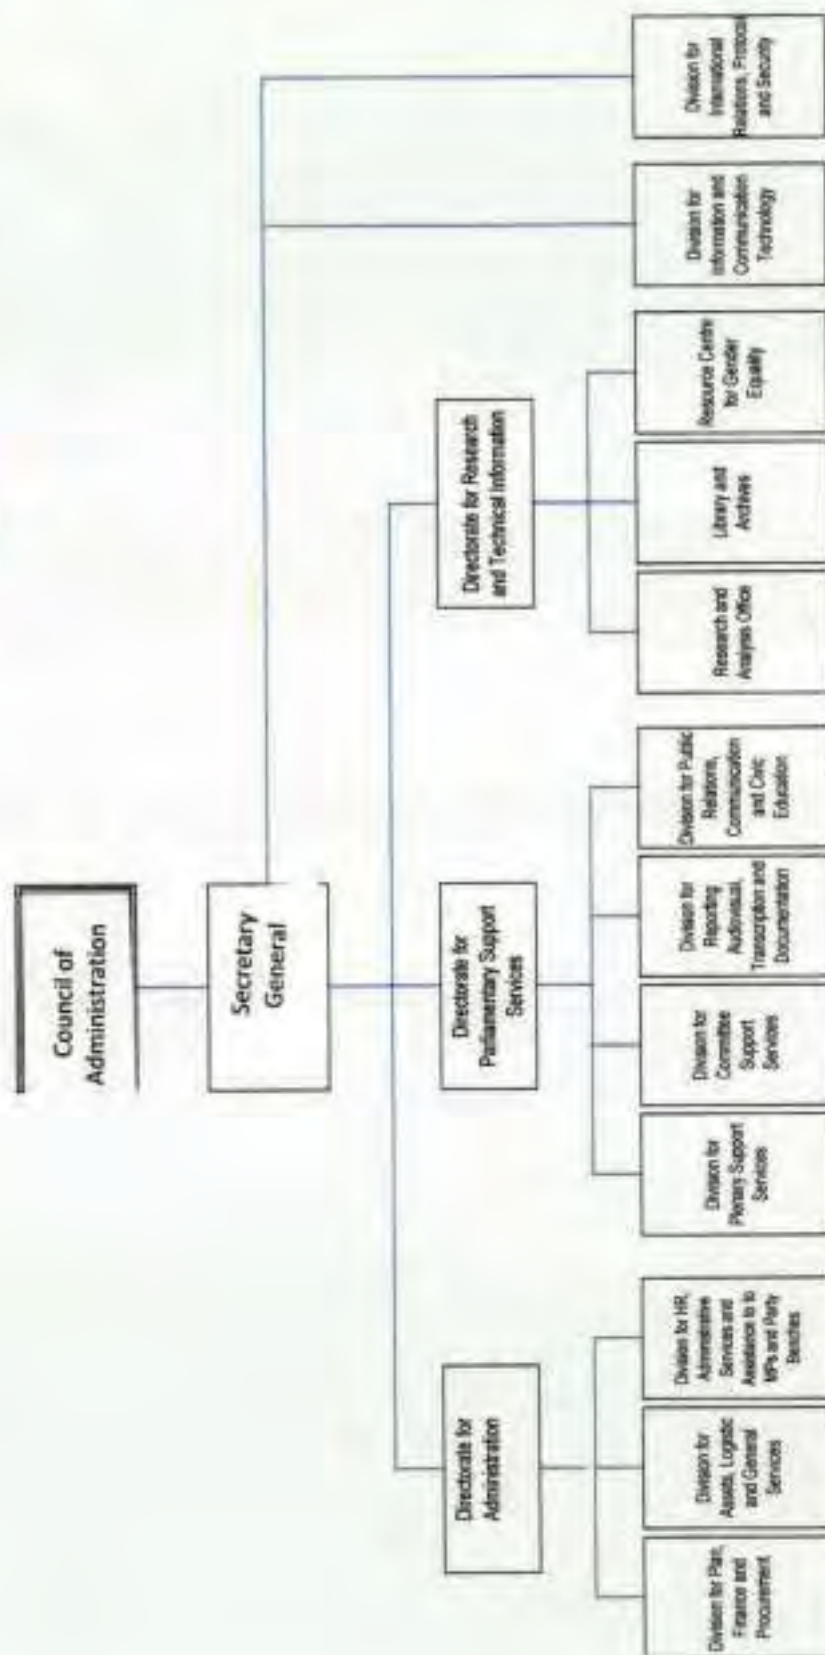 Council of
Administration
Secretary
General
Directorate for
Administration
Directorate for
Parliamentary Support
Services
Directorate for Research
and Technical Information
Division for Plan,
Finance and
Procurement
Division for
Assets, Logistic
and General
Services
Division for HR,
Administrative
Services and
Assistance to to
MPs and Party
Benches
Division for
Plenary Support
Services
Division for
Committee
Support
Services
Division for
Reporting
Audiovisual,
Transcription and
Documentation
Division for Public
Relations,
Communication
and Civic
Education
Research and
Analysis Office
Library and
Archives
Resource Centre
for Gender
Equality
Division for
Information and
Communication
Technology
Division for
International
Relations, Protocol
and Security